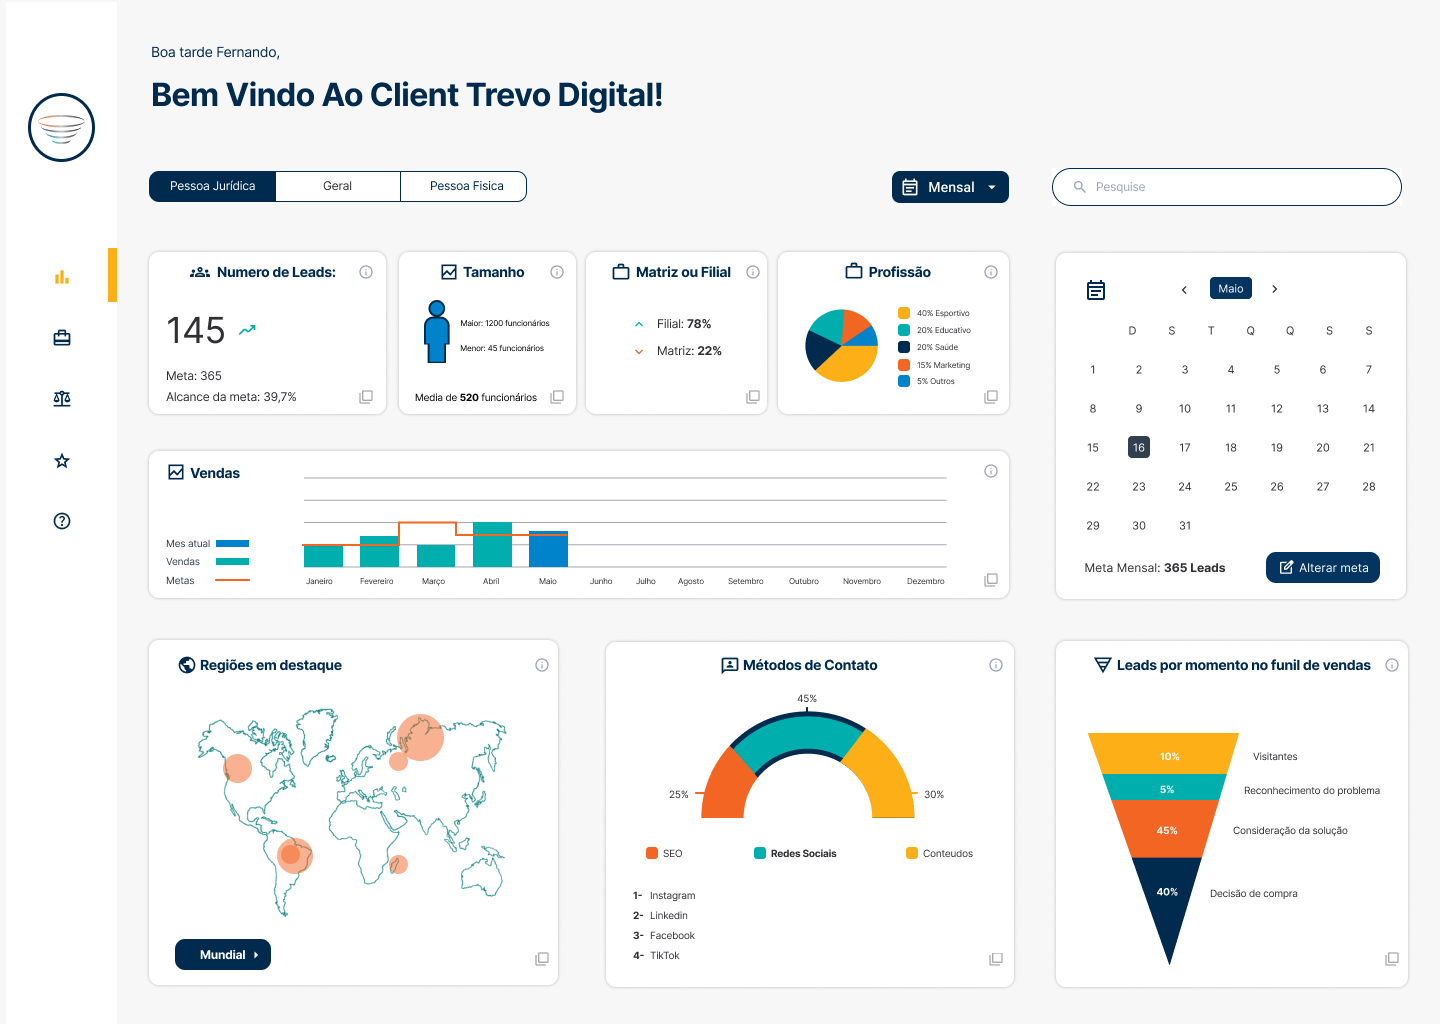 Boa tarde Fernando,
Bem Vindo Ao Client Trevo Digital!
Pessoa Jurídica
Geral
Pessoa Fisica
Mensal
Pesquise
Numero de Leads:
145
Meta: 365
Alcance da meta: 39,7%
Tamanho
Maior: 1200 funcionários
Menor: 45 funcionários
Media de 520 funcionários
Matriz ou Filial
Filial: 78%
Matriz: 22%
Profissão
40% Esportivo
20% Educativo
20% Saúde
15% Marketing
5% Outros
Maio
D S T Q Q S S
1 2 3 4 5 6 7
8 9 10 11 12 13 14
15 16 17 18 19 20 21
22 23 24 25 26 27 28
29 30 31
Meta Mensal: 365 Leads
Alterar meta
Vendas
Mes atual
Vendas
Metas
Janeiro Fevereiro Março Abril Maio Junho Julho Agosto Setembro Outubro Novembro Dezembro
Regiões em destaque
Mundial
Métodos de Contato
45%
25%
30%
SEO
Redes Sociais
Conteudos
1- Instagram
2- Linkedin
3- Facebook
4- TikTok
Leads por momento no funil de vendas
10% Visitantes
5% Reconhecimento do problema
45% Consideração da solução
40% Decisão de compra